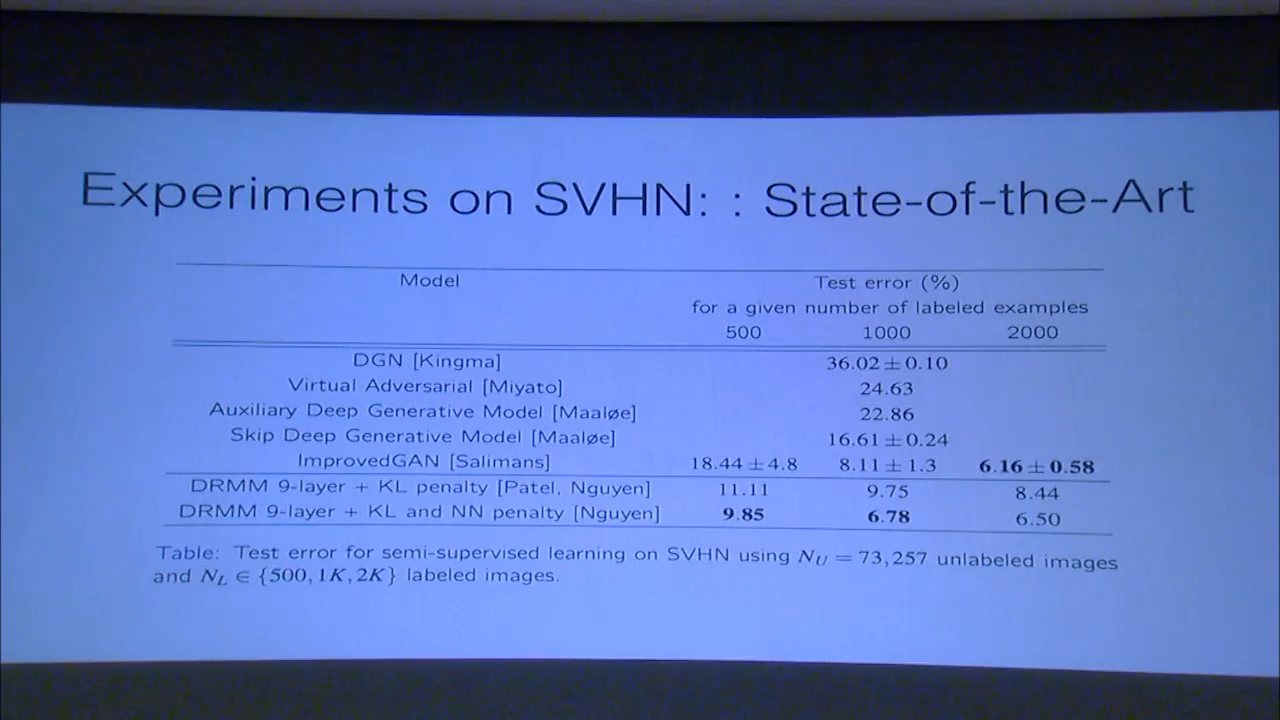 Experiments on SVHN: : State-of-the-Art
Model Test error (%)
for a given number of labeled examples
500 1000 2000
DGN [Kingma] 36.02 ± 0.10
Virtual Adversarial [Miyato] 24.63
Auxiliary Deep Generative Model [Maaløe] 22.86
Skip Deep Generative Model [Maaløe] 16.61 ± 0.24
ImprovedGAN [Salimans] 18.44 ± 4.8 8.11 ± 1.3 6.16 ± 0.58
DRMM 9-layer + KL penalty [Patel, Nguyen] 11.11 9.75 8.44
DRMM 9-layer + KL and NN penalty [Nguyen] 9.85 6.78 6.50
Table: Test error for semi-supervised learning on SVHN using N_U = 73, 257 unlabeled images
and N_L ∈ {500, 1K, 2K} labeled images.